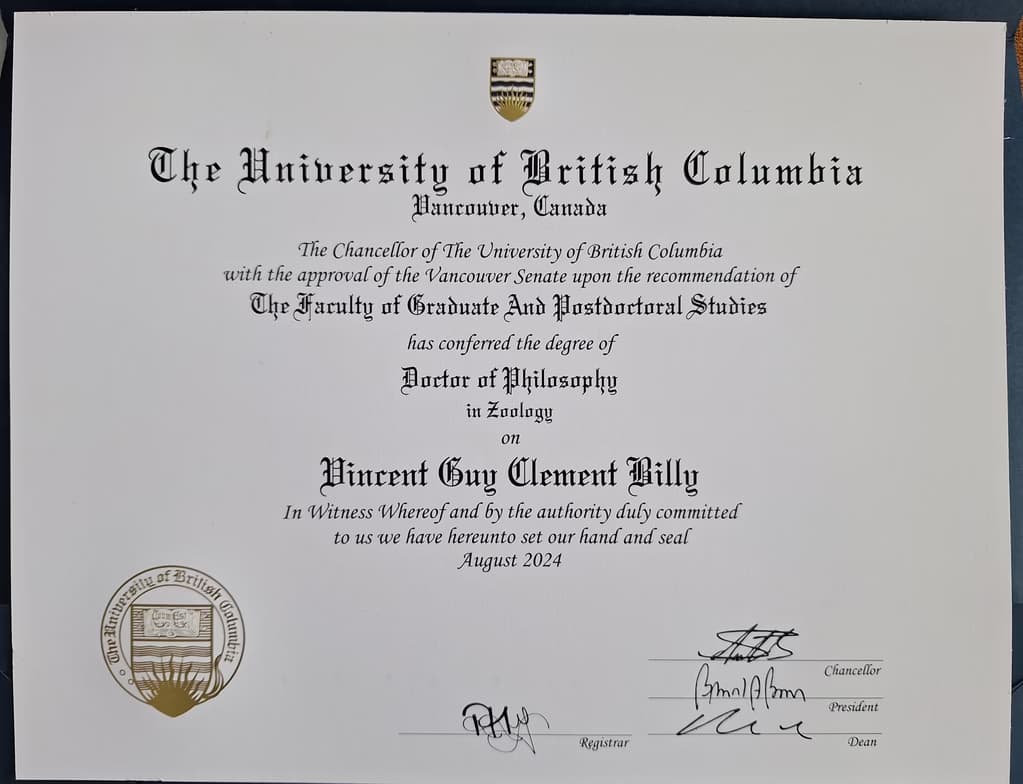 The University of British Columbia
Vancouver, Canada
The Chancellor of The University of British Columbia
with the approval of the Vancouver Senate upon the recommendation of
The Faculty of Graduate And Postdoctoral Studies
has conferred the degree of
Doctor of Philosophy
in Zoology
on
Vincent Guy Clement Billy
In Witness Whereof and by the authority duly committed
to us we have hereunto set our hand and seal
August 2024
The University of British Columbia
Tuum Est
Chancellor
President
Registrar
Dean